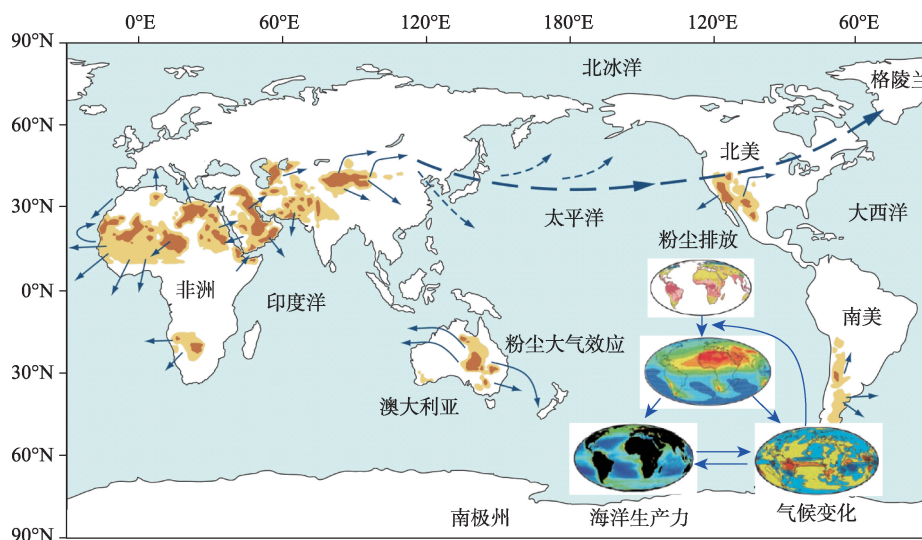 0°E 60°E 120°E 180°E 120°E 60°E
90°N
北冰洋
格陵兰
60°N
北美
30°N
太平洋
大西洋
粉尘排放
0°N
非洲
印度洋
南美
粉尘大气效应
30°N
澳大利亚
60°N
南极州
海洋生产力
气候变化
90°N